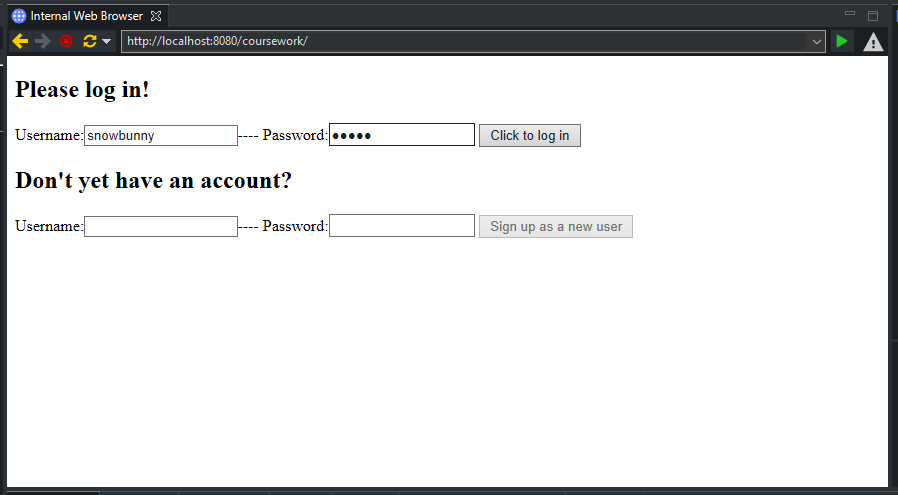 Internal Web Browser
http://localhost:8080/coursework/
Please log in!
Username:snowbunny---- Password:●●●●● Click to log in
Don't yet have an account?
Username:---- Password: Sign up as a new user